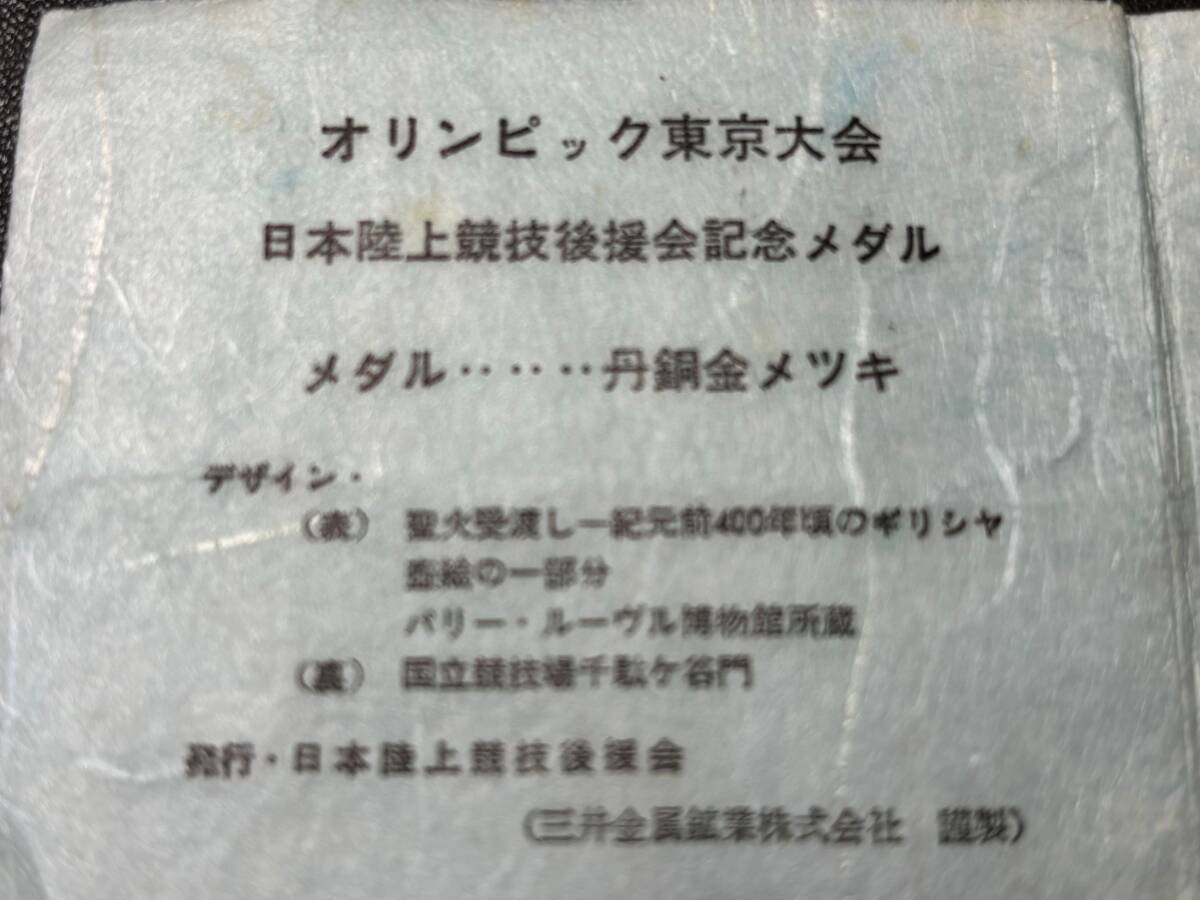 オリンピック東京大会
日本陸上競技後援会記念メダル
メダル‥‥‥丹銅金メツキ
デザイン・
(表) 聖火受渡し—紀元前400年頃のギリシヤ
壺絵の一部分
パリー・ルーヴル博物館所蔵
(裏) 国立競技場千駄ケ谷門
発行・日本陸上競技後援会
(三井金属鉱業株式会社 謹製)